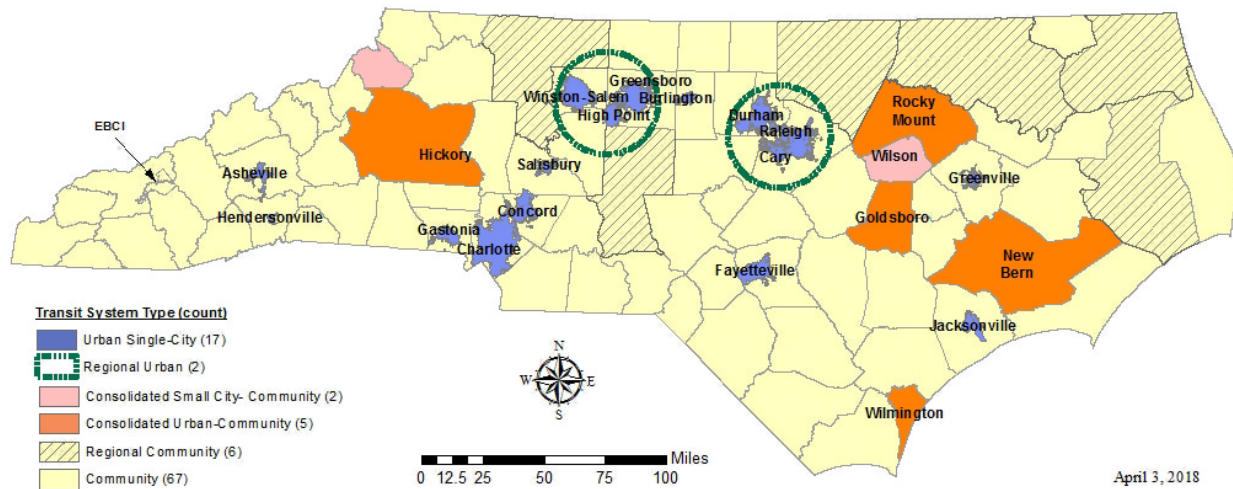 Greensboro
Winston-Salem
Burlington
High Point
Durham
Raleigh
Cary
Rocky
Mount
Wilson
EBCI
Hickory
Salisbury
Asheville
Greenville
Hendersonville
Concord
Goldsboro
Gastonia
Charlotte
New
Bern
Fayetteville
Jacksonville
Wilmington
Transit System Type (count)
Urban Single-City (17)
Regional Urban (2)
Consolidated Small City- Community (2)
Consolidated Urban-Community (5)
Regional Community (6)
Community (67)
N
W E
S
Miles
0 12.5 25 50 75 100
April 3, 2018